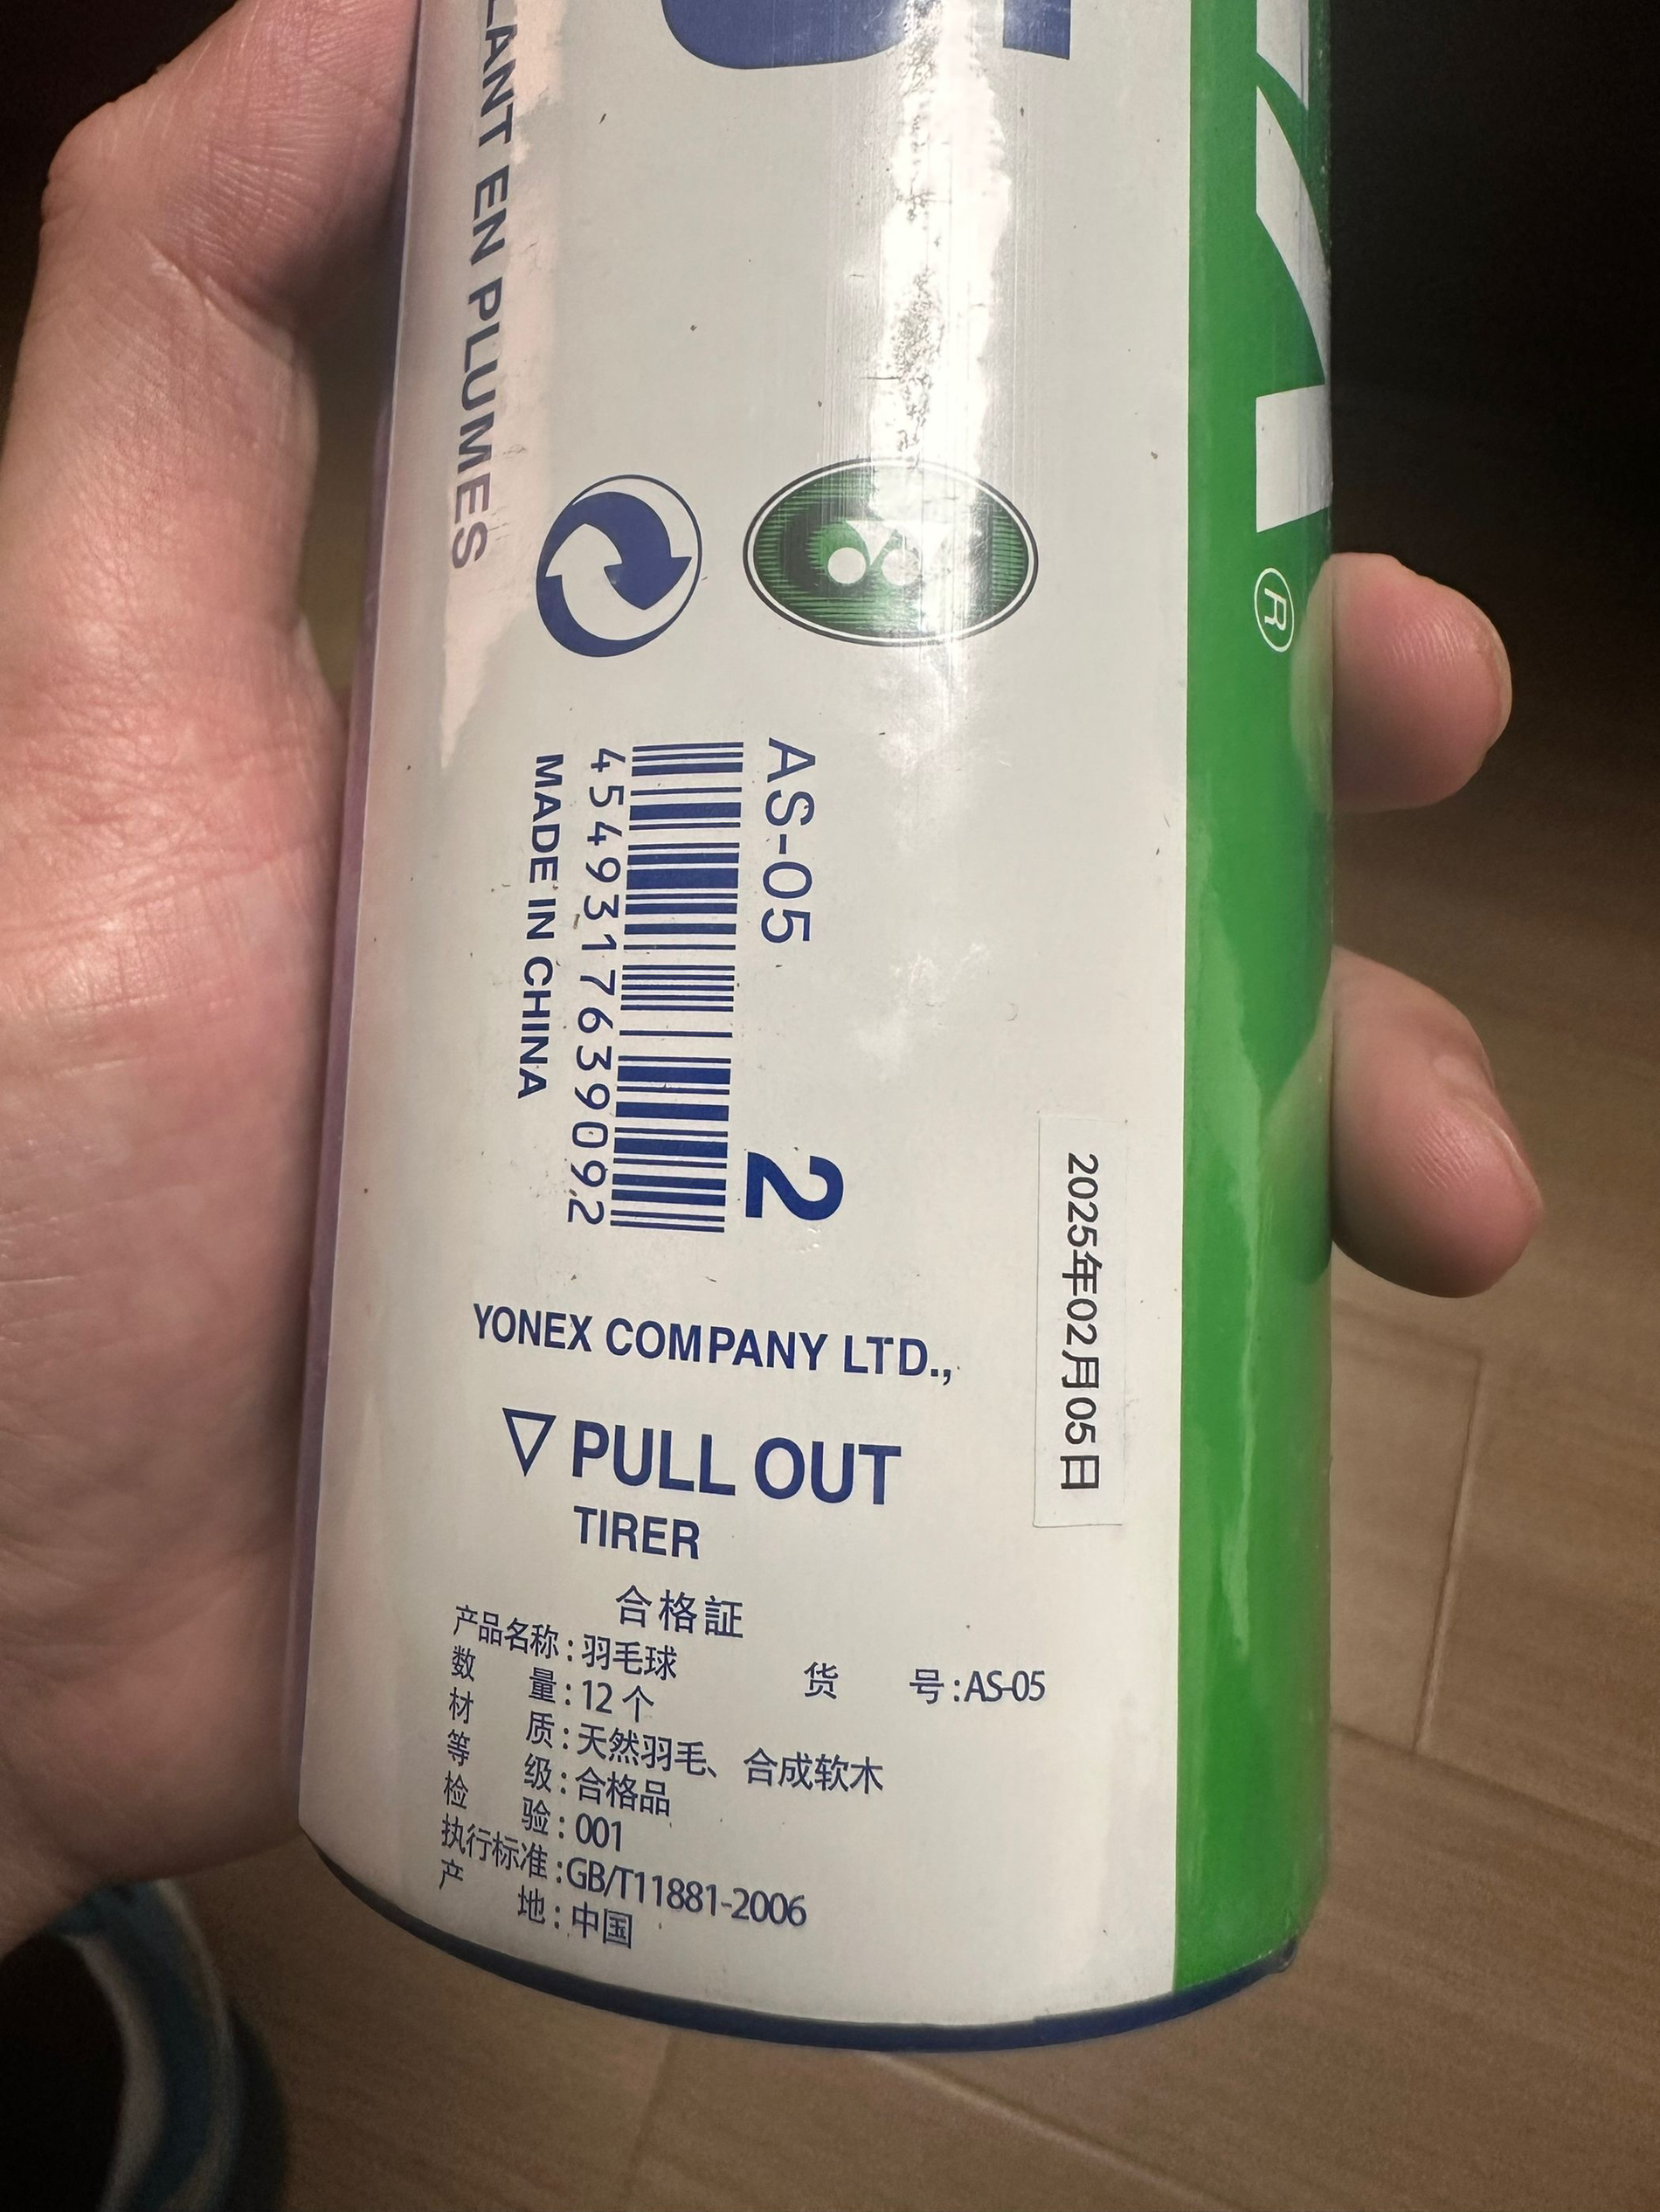 EN PLUMES
®
AS-05
4549317639092
MADE IN CHINA
2
2025年02月05日
YONEX COMPANY LTD.,
PULL OUT
TIRER
合格証
产品名称:羽毛球 货 号:AS-05
数 量:12个
材 质:天然羽毛、合成软木
等 级:合格品
检 验:001
执行标准:GB/T11881-2006
产 地:中国